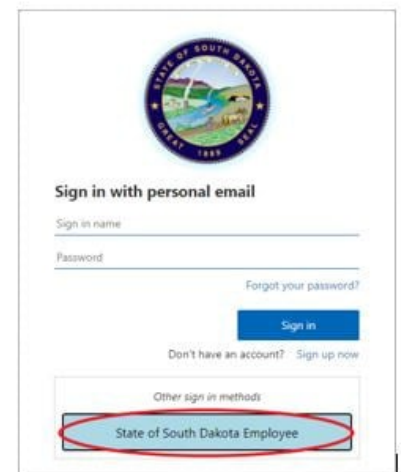 STATE OF SOUTH DAKOTA
GREAT SEAL
1889
Sign in with personal email
Sign in name
Password
Forgot your password?
Sign in
Don't have an account? Sign up now
Other sign in methods
State of South Dakota Employee